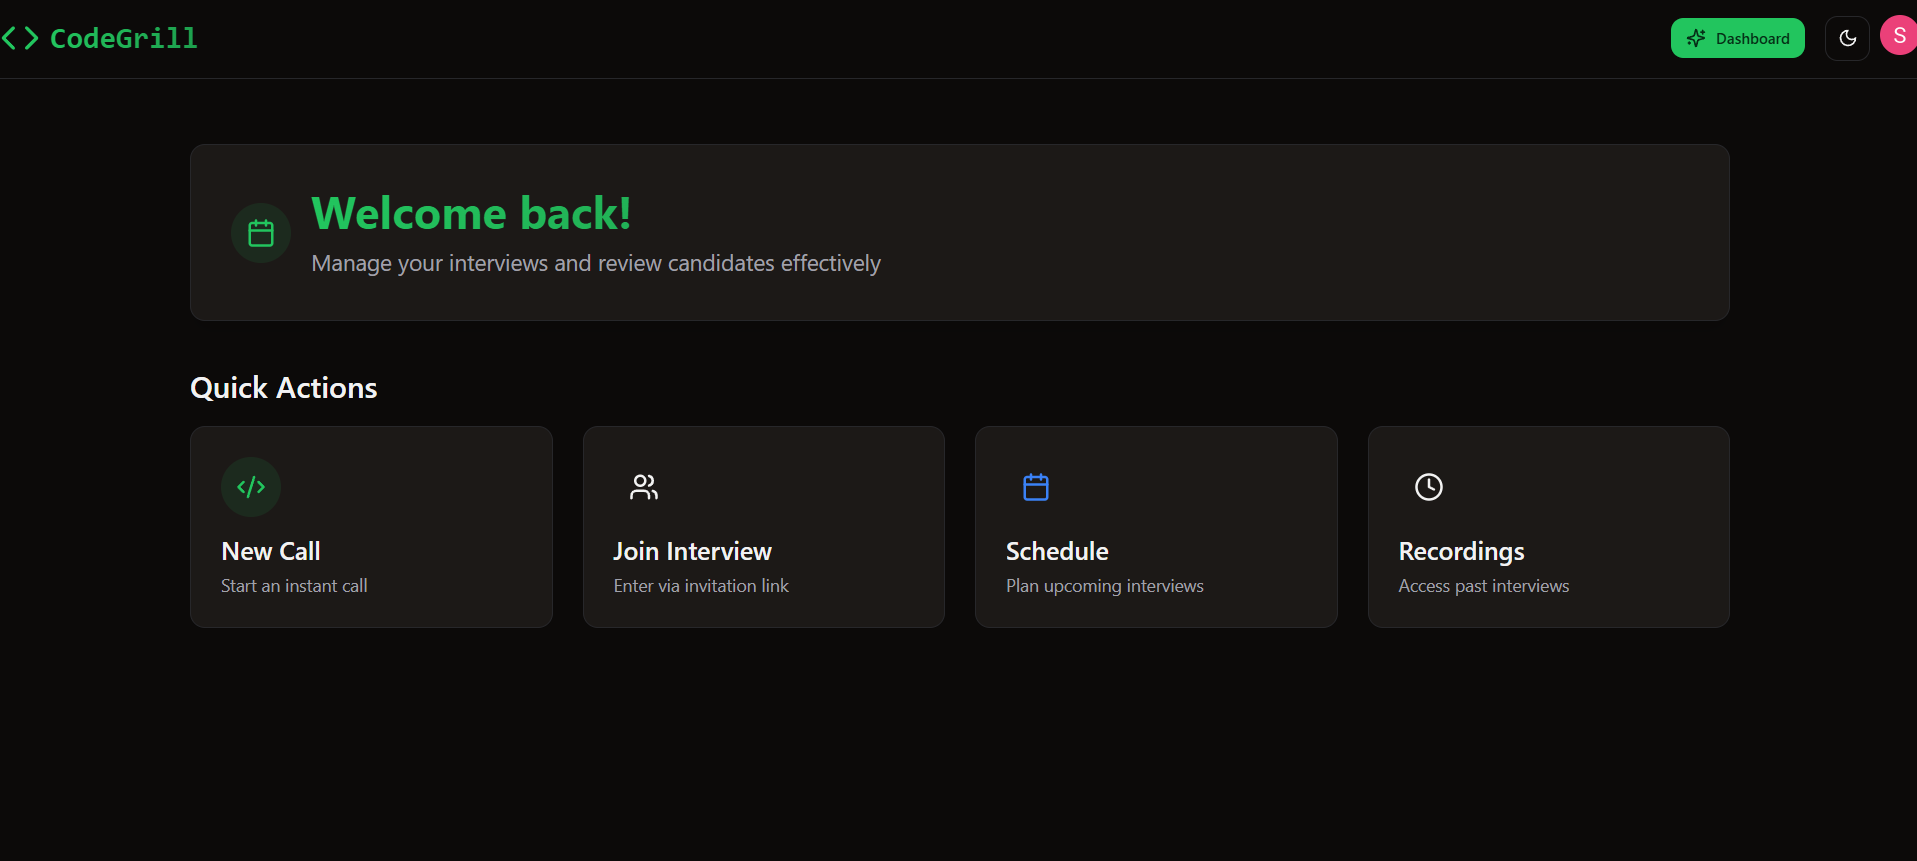 CodeGrill
Dashboard
S
Welcome back!
Manage your interviews and review candidates effectively
Quick Actions
New Call
Start an instant call
Join Interview
Enter via invitation link
Schedule
Plan upcoming interviews
Recordings
Access past interviews